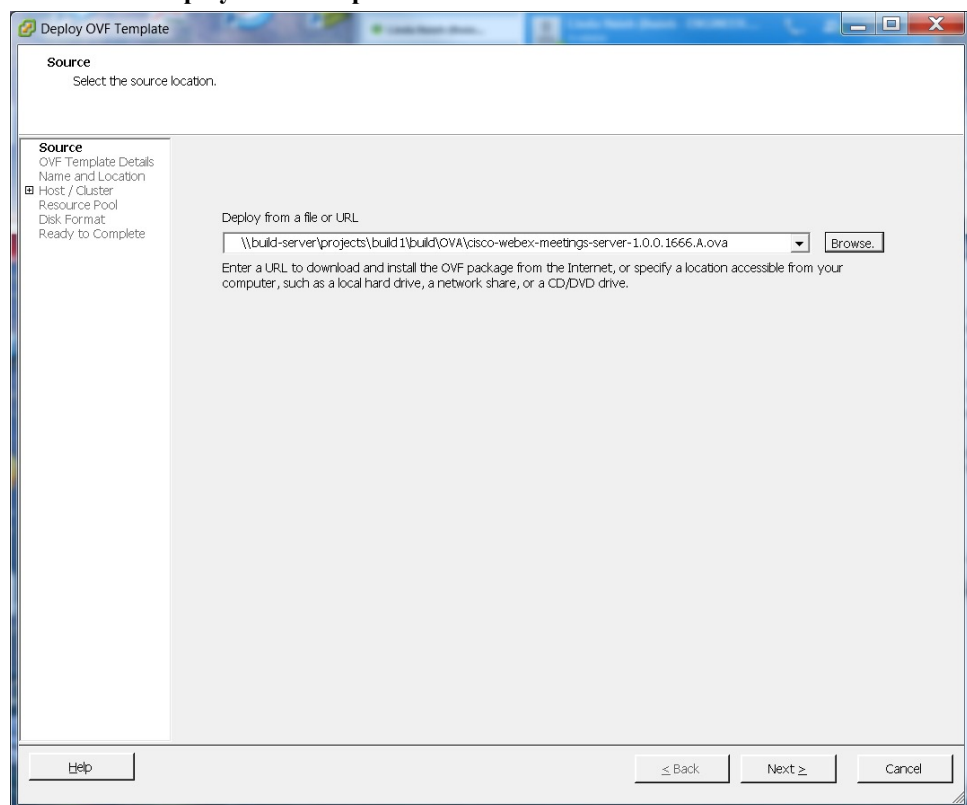 Deploy OVF Template
Source
Select the source location.
Source
OVF Template Details
Name and Location
Host / Cluster
Resource Pool
Disk Format
Ready to Complete
Deploy from a file or URL
\\build-server\projects\build1\build\OVA\cisco-webex-meetings-server-1.0.0.1666.A.ova
Browse.
Enter a URL to download and install the OVF package from the Internet, or specify a location accessible from your
computer, such as a local hard drive, a network share, or a CD/DVD drive.
Help
≤ Back
Next ≥
Cancel